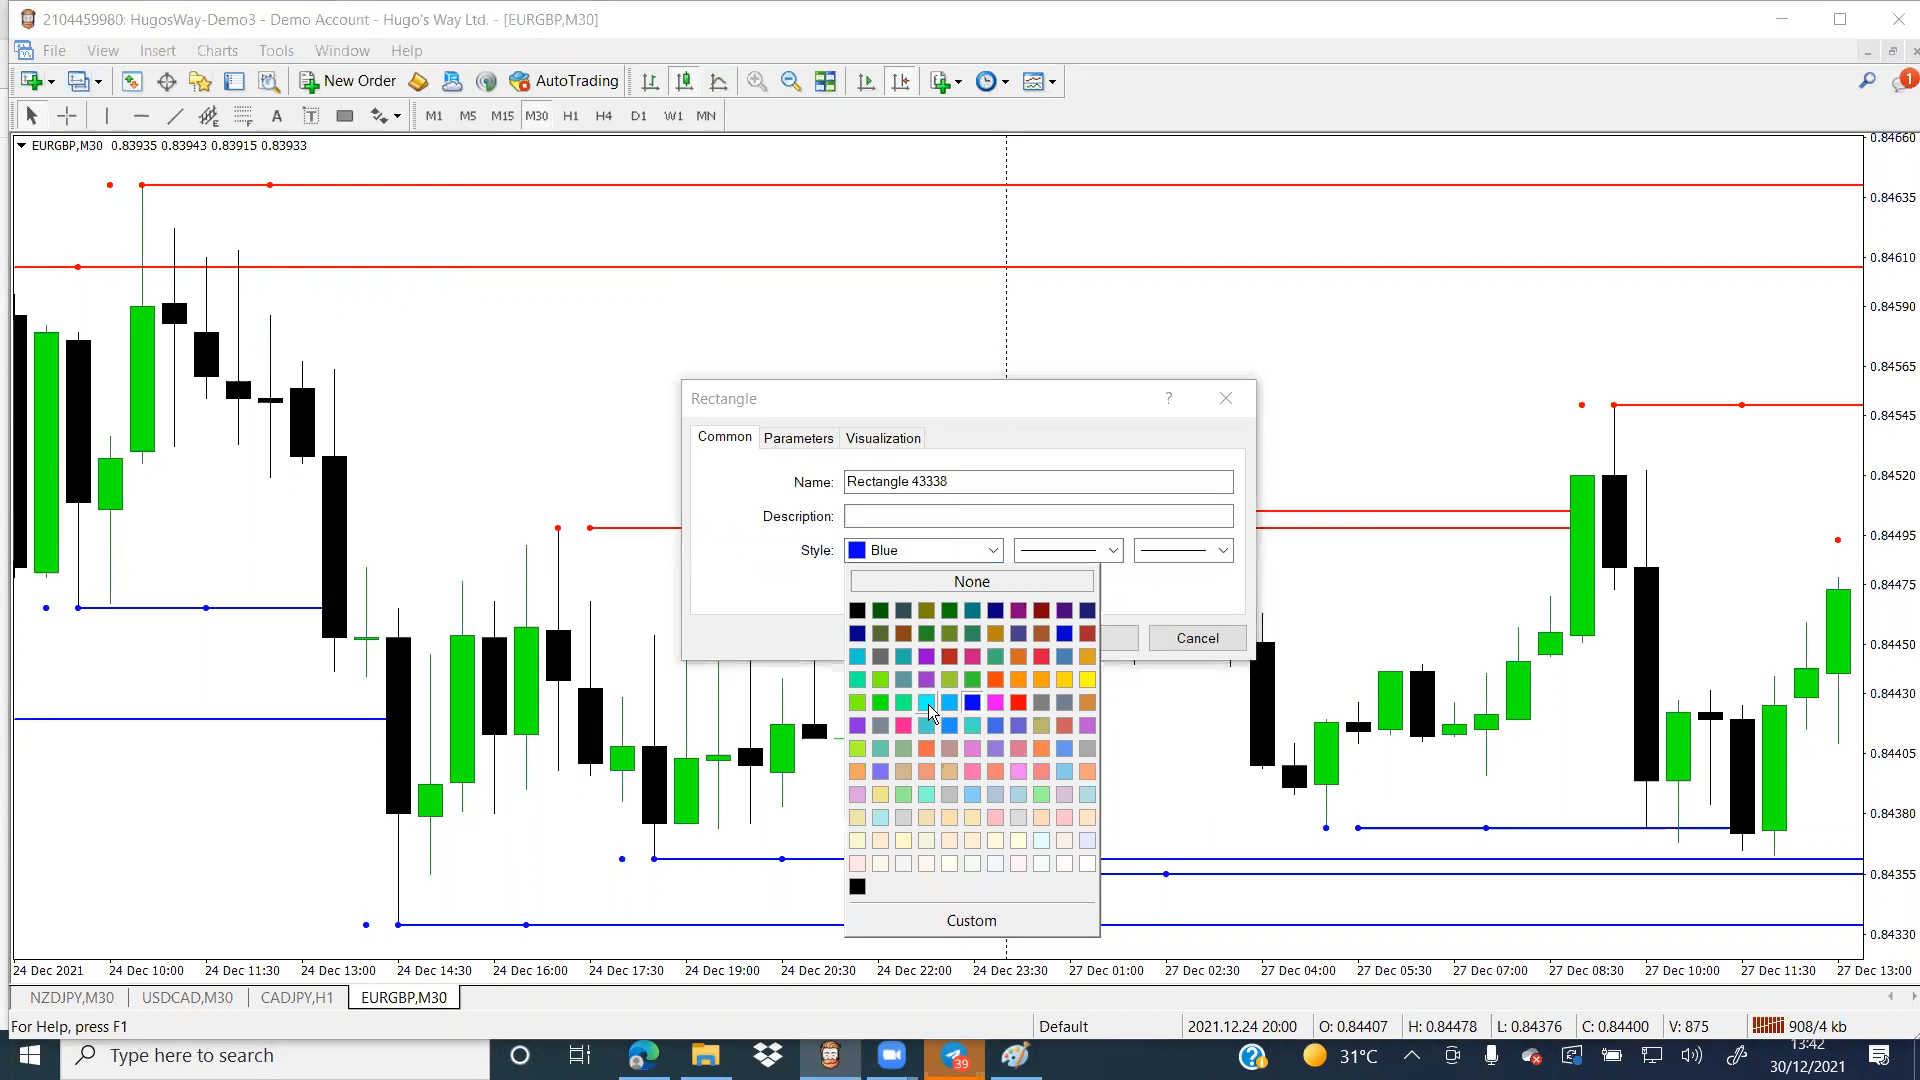 2104459980: HugosWay-Demo3 - Demo Account - Hugo's Way Ltd. - [EURGBP,M30]
File View Insert Charts Tools Window Help
New Order AutoTrading 1
A T M1 M5 M15 M30 H1 H4 D1 W1 MN
EURGBP,M30 0.83935 0.83943 0.83915 0.83933
0.84660
0.84635
0.84610
0.84590
0.84565
0.84545
0.84520
0.84495
0.84475
0.84450
0.84430
0.84405
0.84380
0.84355
0.84330
Rectangle ?
Common Parameters Visualization
Name: Rectangle 43338
Description:
Style: Blue
None
Cancel
Custom
24 Dec 2021 24 Dec 10:00 24 Dec 11:30 24 Dec 13:00 24 Dec 14:30 24 Dec 16:00 24 Dec 17:30 24 Dec 19:00 24 Dec 20:30 24 Dec 22:00 24 Dec 23:30 27 Dec 01:00 27 Dec 02:30 27 Dec 04:00 27 Dec 05:30 27 Dec 07:00 27 Dec 08:30 27 Dec 10:00 27 Dec 11:30 27 Dec 13:00
NZDJPY,M30 USDCAD,M30 CADJPY,H1 EURGBP,M30
For Help, press F1 Default 2021.12.24 20:00 O: 0.84407 H: 0.84478 L: 0.84376 C: 0.84400 V: 875 908/4 kb
Type here to search 39 31°C 13:42
30/12/2021